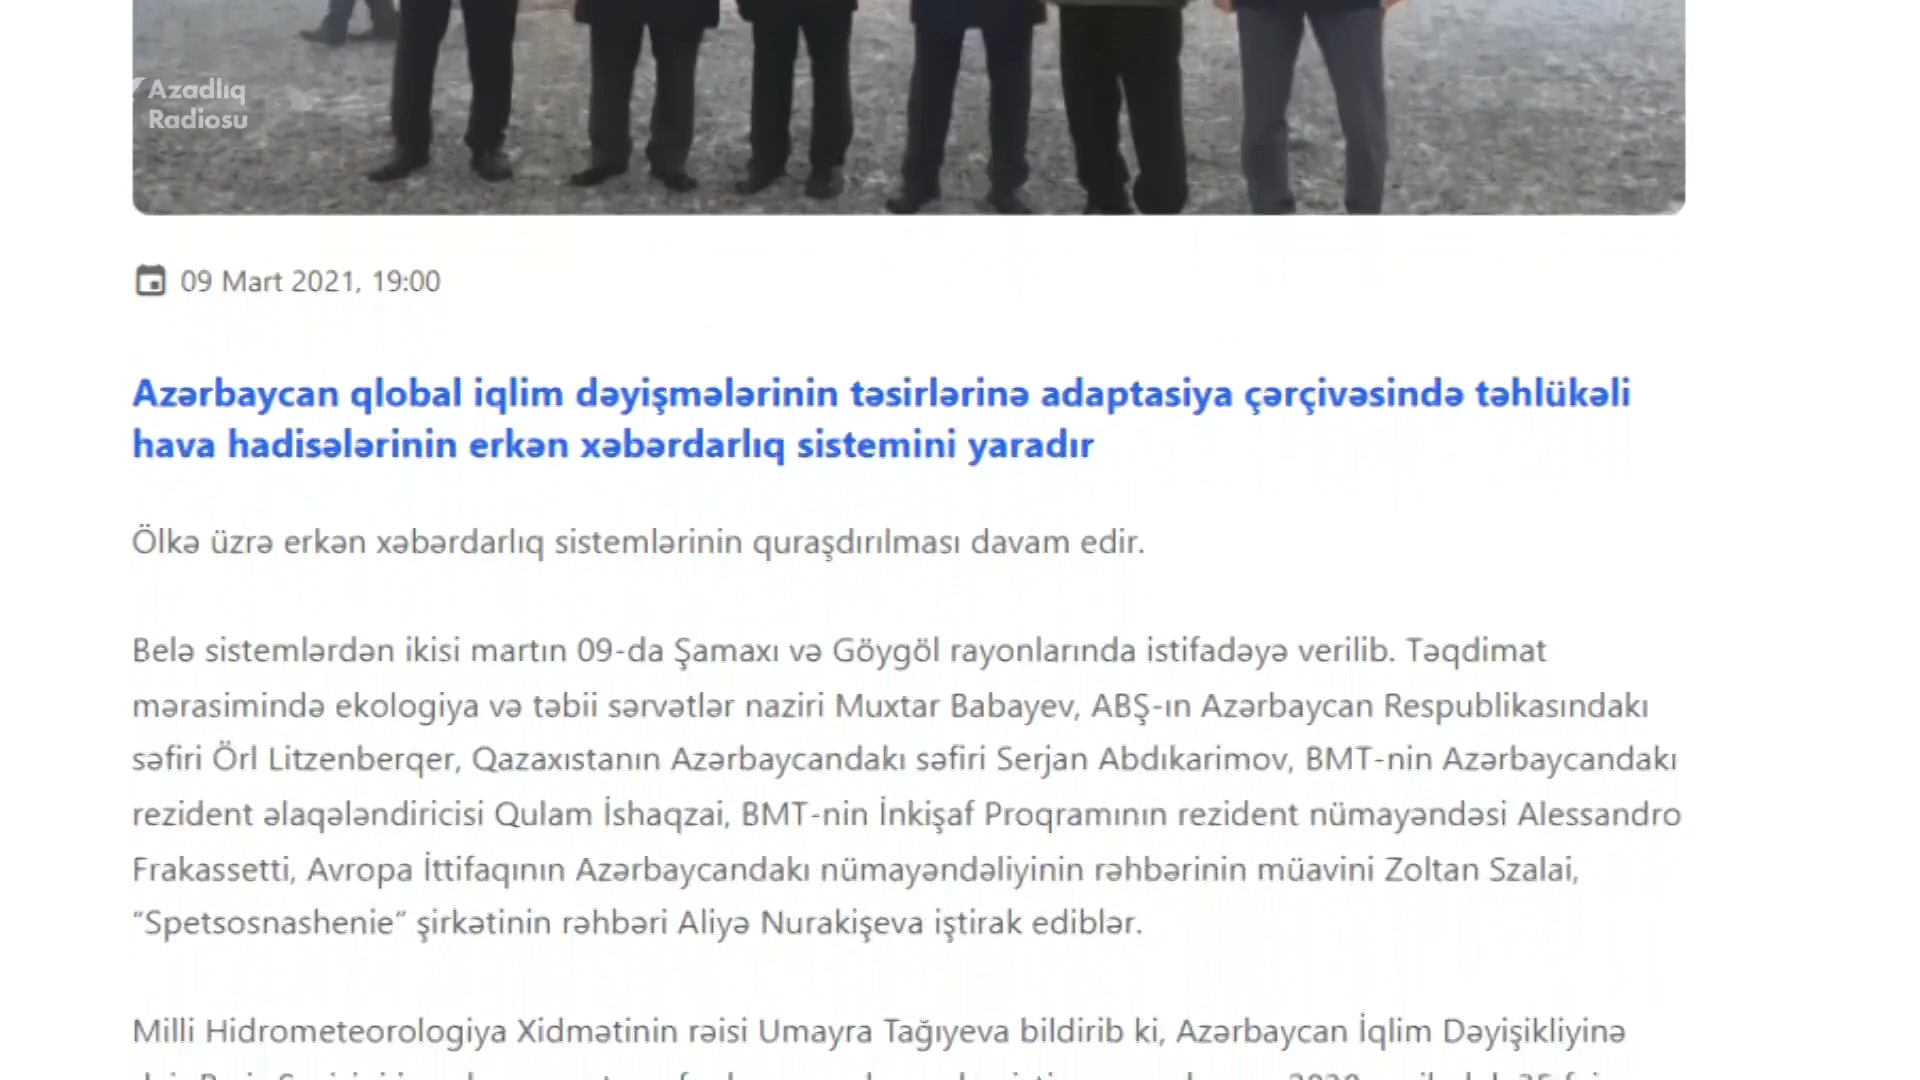 Azadlıq
Radiosu
09 Mart 2021, 19:00
Azərbaycan qlobal iqlim dəyişmələrinin təsirlərinə adaptasiya çərçivəsində təhlükəli
hava hadisələrinin erkən xəbərdarlıq sistemini yaradır
Ölkə üzrə erkən xəbərdarlıq sistemlərinin quraşdırılması davam edir.
Belə sistemlərdən ikisi martın 09-da Şamaxı və Göygöl rayonlarında istifadəyə verilib. Təqdimat
mərasimində ekologiya və təbii sərvətlər naziri Muxtar Babayev, ABŞ-ın Azərbaycan Respublikasındakı
səfiri Örl Litzenberqer, Qazaxıstanın Azərbaycandakı səfiri Serjan Abdıkarimov, BMT-nin Azərbaycandakı
rezident əlaqələndiricisi Qulam İshaqzai, BMT-nin İnkişaf Proqramının rezident nümayəndəsi Alessandro
Frakassetti, Avropa İttifaqının Azərbaycandakı nümayəndəliyinin rəhbərinin müavini Zoltan Szalai,
“Spetsosnashenie” şirkətinin rəhbəri Aliyə Nurakişeva iştirak ediblər.
Milli Hidrometeorologiya Xidmətinin rəisi Umayra Tağıyeva bildirib ki, Azərbaycan İqlim Dəyişikliyinə